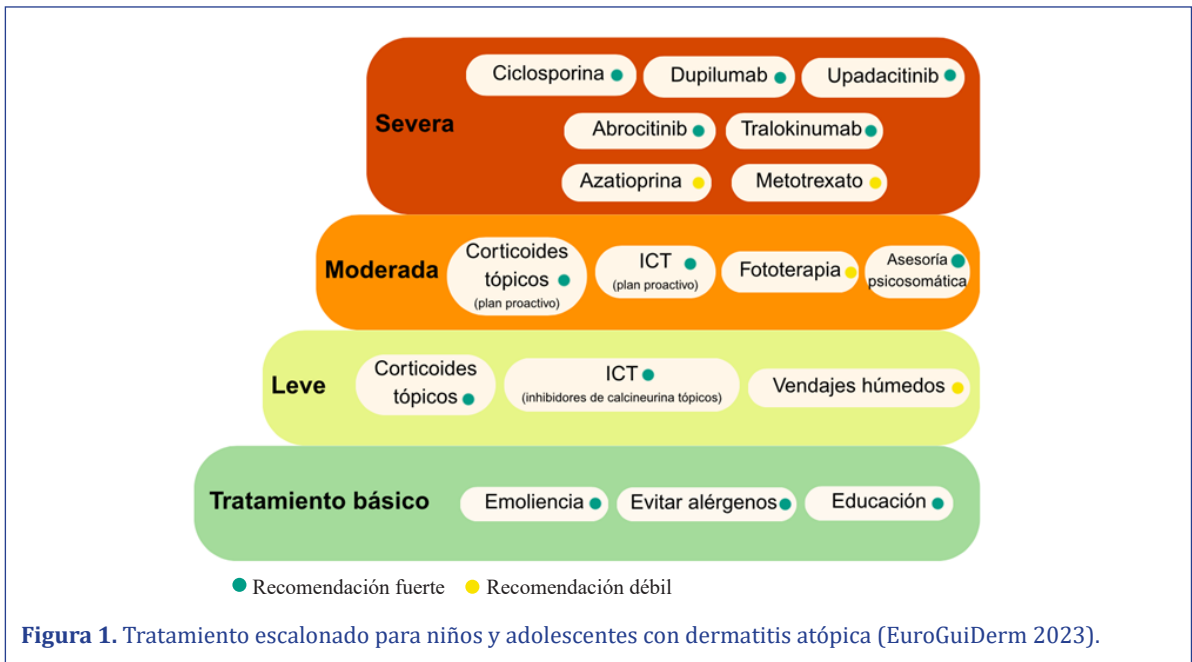 Ciclosporina
Dupilumab
Upadacitinib
Severa
Abrocitinib
Tralokinumab
Azatioprina
Metotrexato
Moderada
Corticoides
tópicos
(plan proactivo)
ICT
(plan proactivo)
Fototerapia
Asesoría
psicosomática
Leve
Corticoides
tópicos
ICT
(inhibidores de calcineurina tópicos)
Vendajes húmedos
Tratamiento básico
Emoliencia
Evitar alérgenos
Educación
Recomendación fuerte
Recomendación débil
Figura 1. Tratamiento escalonado para niños y adolescentes con dermatitis atópica (EuroGuiDerm 2023).